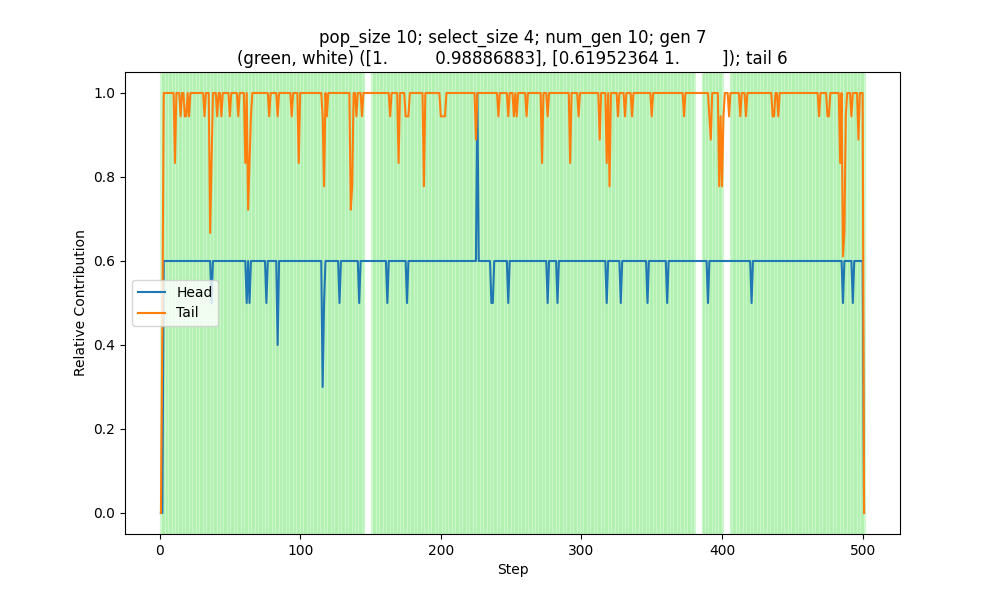 pop_size 10; select_size 4; num_gen 10; gen 7
(green, white) ([1. 0.98886883], [0.61952364 1. ]); tail 6
1.0
0.8
0.6
0.4
0.2
0.0
Relative Contribution
Head
Tail
0 100 200 300 400 500
Step